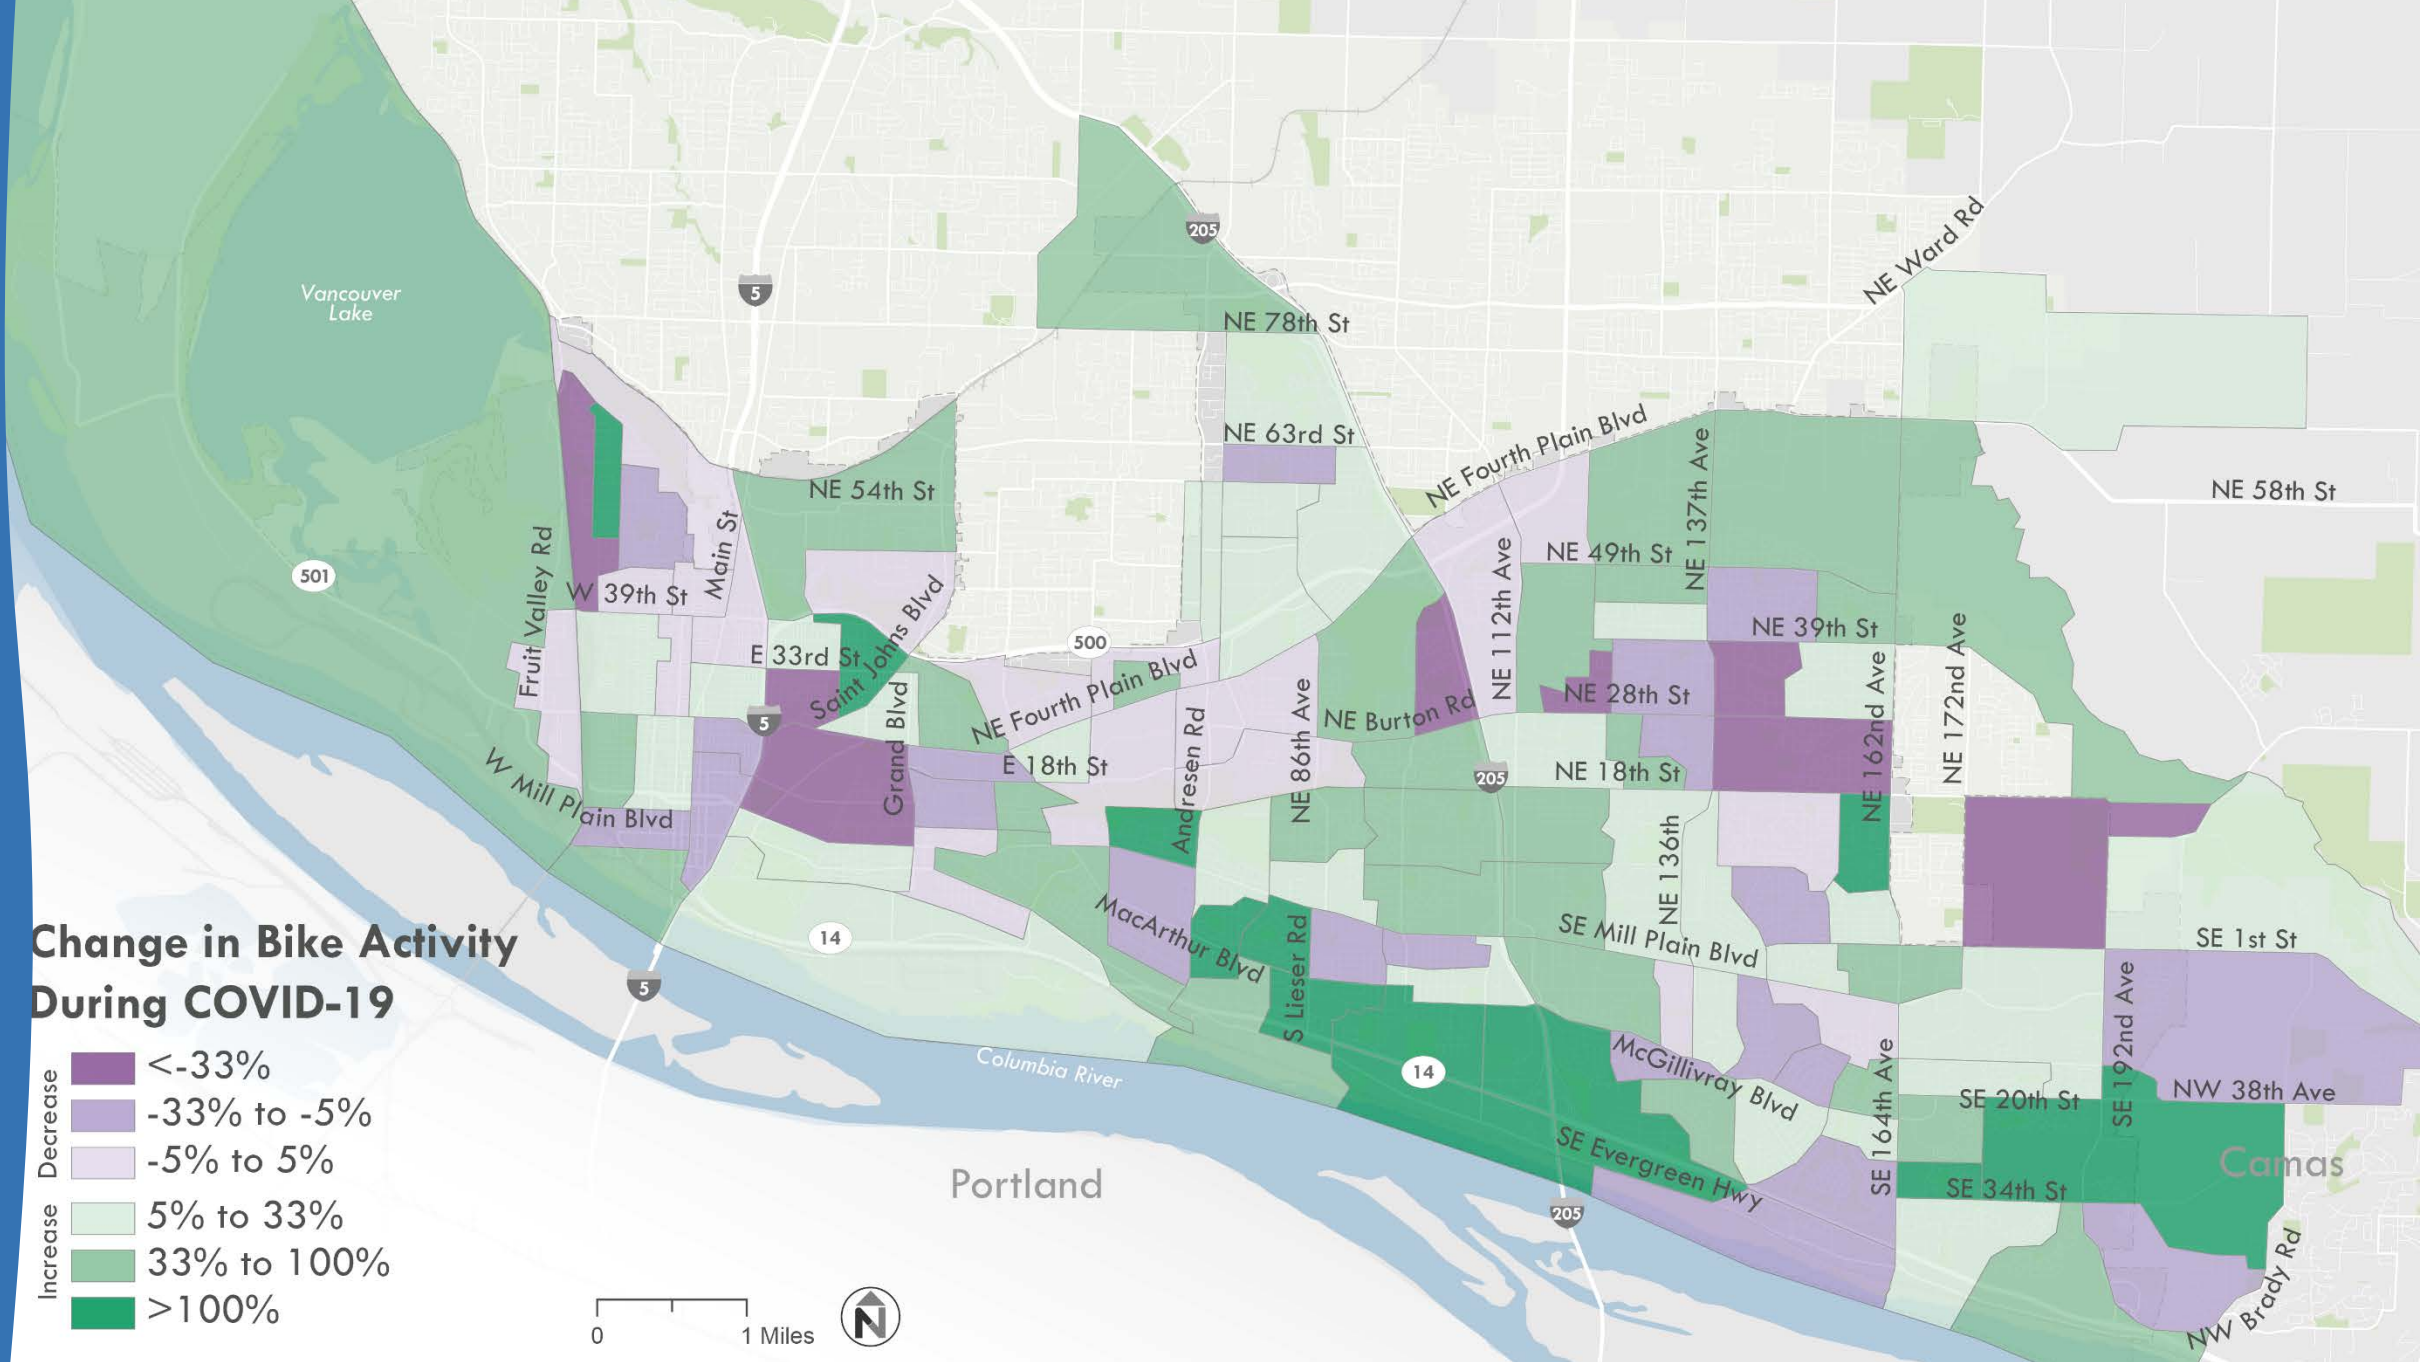 NE Ward Rd
205
Vancouver
Lake
5
NE 78th St
NE Fourth Plain Blvd
NE 63rd St
NE 137th Ave
NE 54th St
NE 58th St
Main St
NE 112th Ave
NE 49th St
501
Fruit Valley Rd
W 39th St
Saint Johns Blvd
NE 39th St
NE 172nd Ave
500
E 33rd St
NE Fourth Plain Blvd
NE 162nd Ave
NE 28th St
Grand Blvd
Andresen Rd
NE 86th Ave
NE Burton Rd
5
E 18th St
205
NE 18th St
W Mill Plain Blvd
NE 136th
MacArthur Blvd
SE Mill Plain Blvd
SE 1st St
14
S Lieser Rd
SE 192nd Ave
5
Columbia River
14
McGillivray Blvd
SE 164th Ave
SE 20th St
NW 38th Ave
SE Evergreen Hwy
Camas
Portland
SE 34th St
205
NW Brady Rd
Change in Bike Activity
During COVID-19
Decrease
<-33%
-33% to -5%
-5% to 5%
Increase
5% to 33%
33% to 100%
>100%
0
1 Miles
N